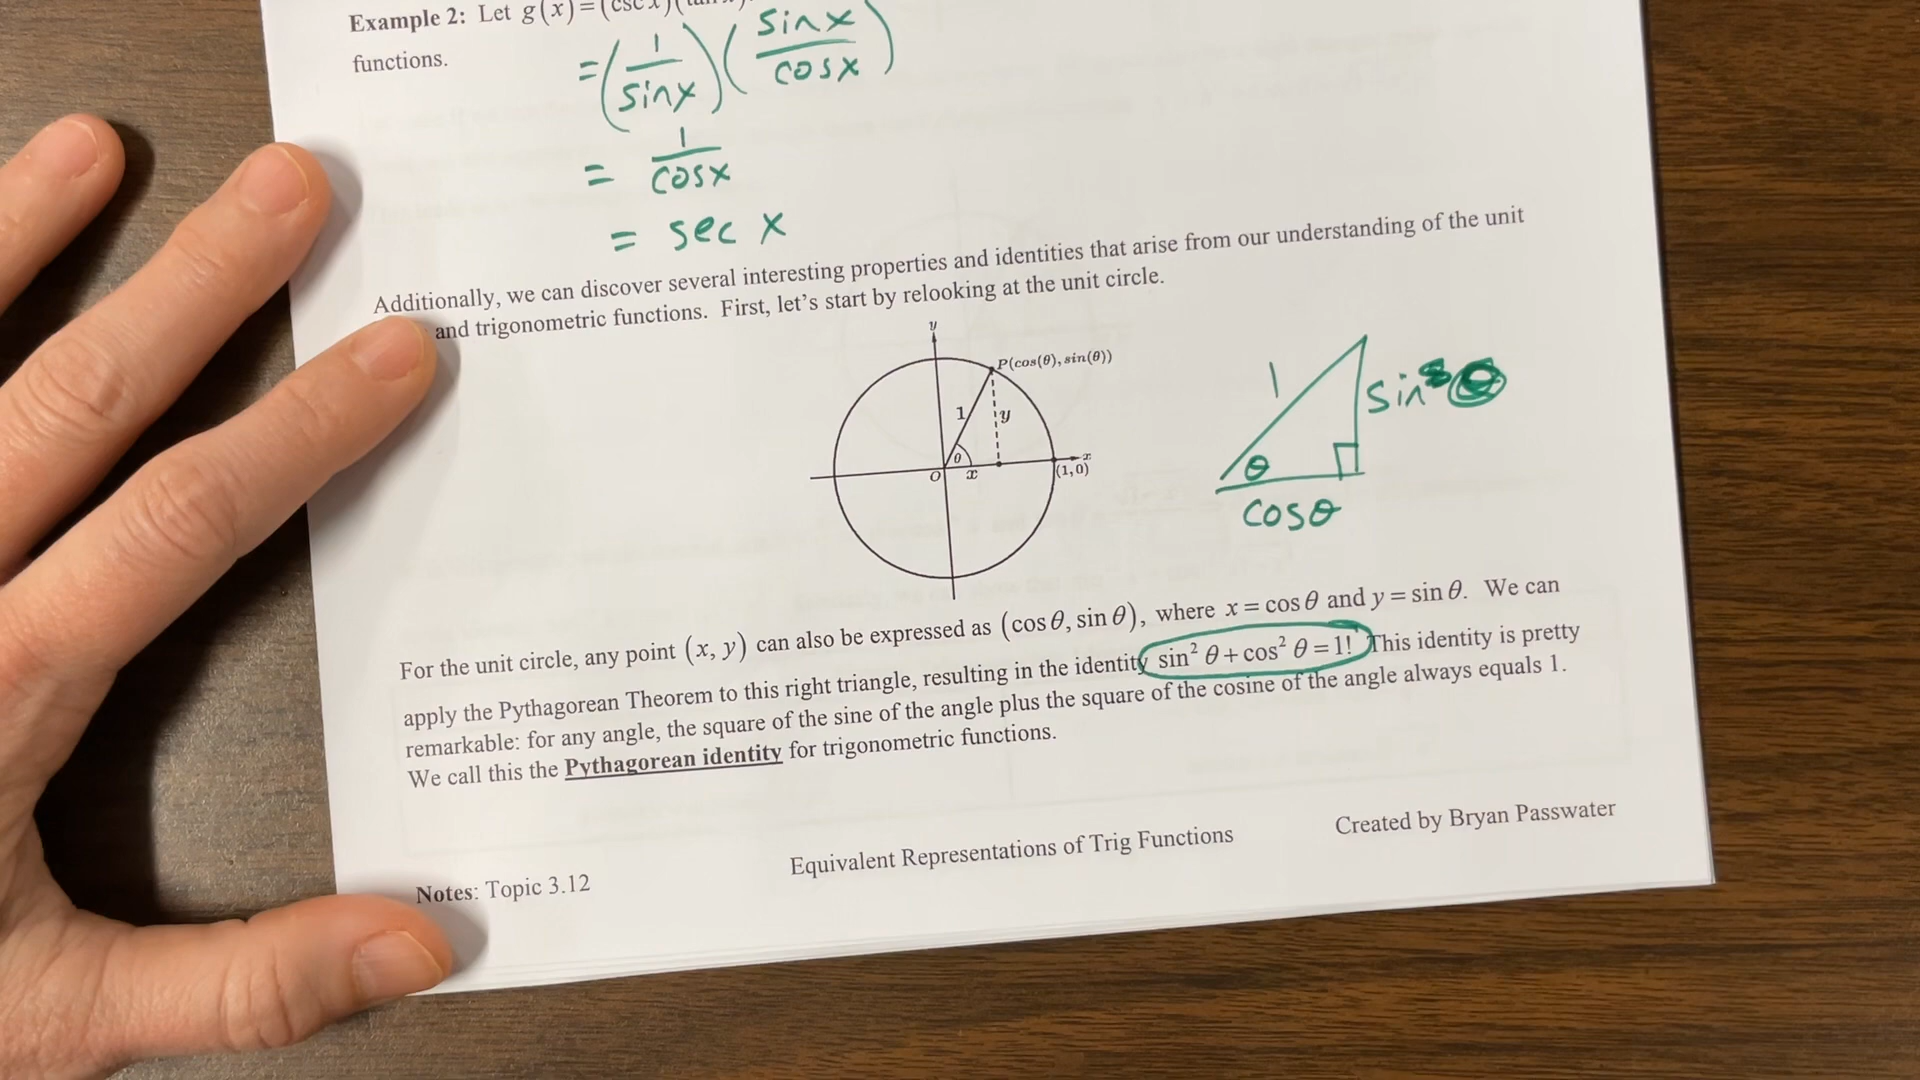 Example 2: Let g(x) = (csc x)(tan
functions.
= (1/sinx)(sinx/cosx)
= 1/cosx
= sec x
Additionally, we can discover several interesting properties and identities that arise from our understanding of the unit
and trigonometric functions. First, let's start by relooking at the unit circle.
y
P(cos(θ), sin(θ))
1
y
θ
O
x
x
(1,0)
1
sin
θ
cosθ
For the unit circle, any point (x, y) can also be expressed as (cos θ, sin θ), where x = cos θ and y = sin θ. We can
apply the Pythagorean Theorem to this right triangle, resulting in the identity sin² θ + cos² θ = 1! This identity is pretty
remarkable: for any angle, the square of the sine of the angle plus the square of the cosine of the angle always equals 1.
We call this the Pythagorean identity for trigonometric functions.
Notes: Topic 3.12
Equivalent Representations of Trig Functions
Created by Bryan Passwater